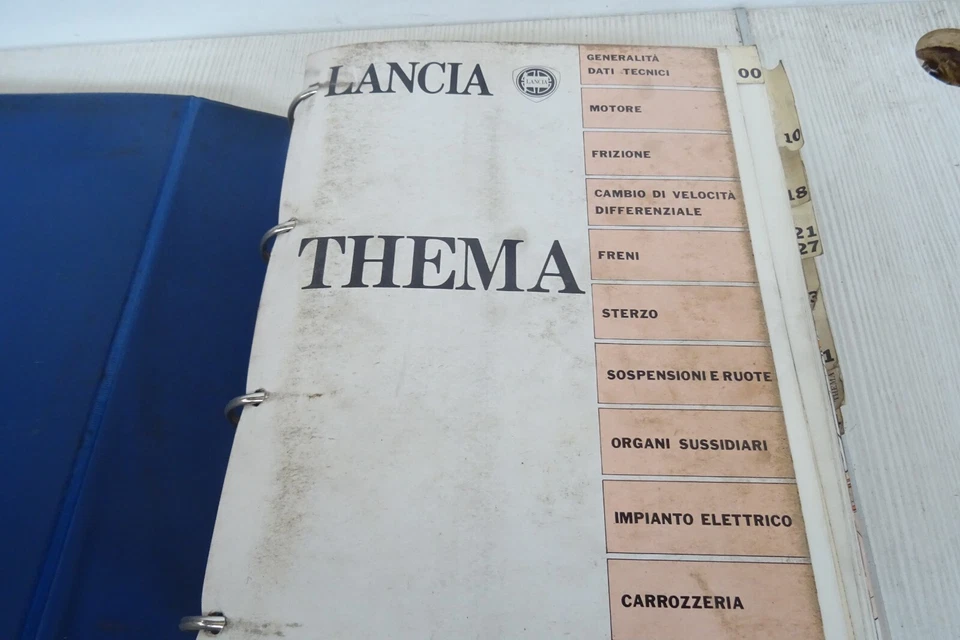 LANCIA
LANCIA
THEMA
GENERALITÀ
DATI TECNICI
MOTORE
FRIZIONE
CAMBIO DI VELOCITÀ
DIFFERENZIALE
FRENI
STERZO
SOSPENSIONI E RUOTE
ORGANI SUSSIDIARI
IMPIANTO ELETTRICO
CARROZZERIA
00
10
18
21
27